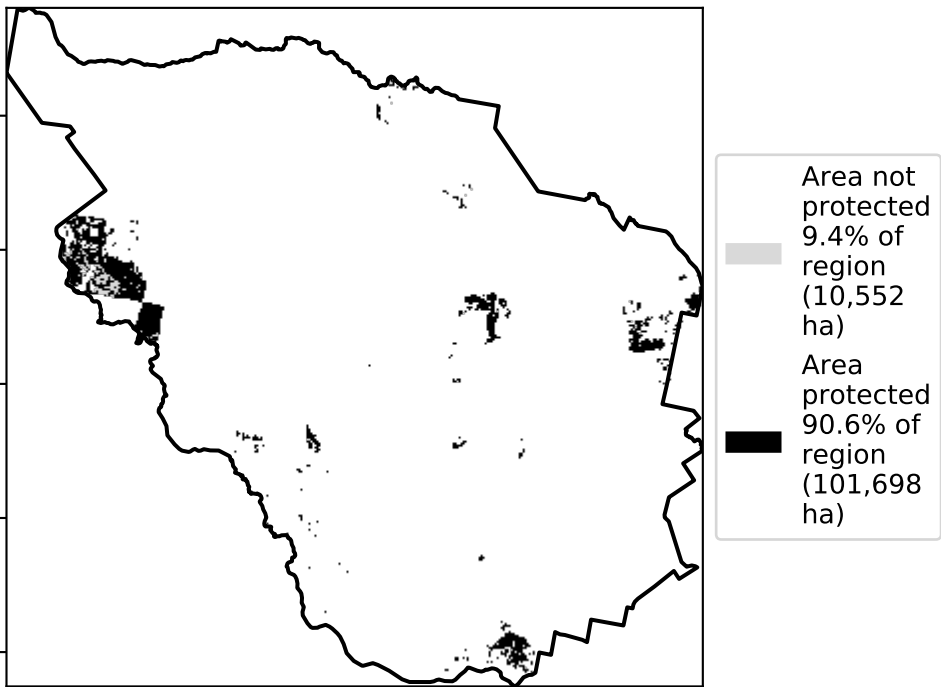 Area not
protected
9.4% of
region
(10,552
ha)
Area
protected
90.6% of
region
(101,698
ha)